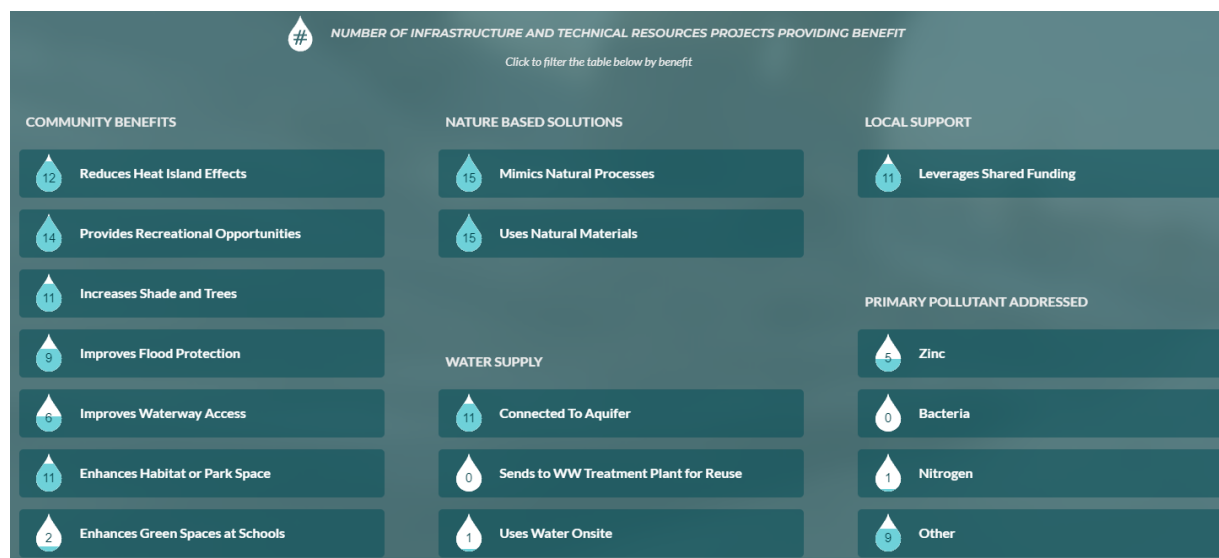 #
NUMBER OF INFRASTRUCTURE AND TECHNICAL RESOURCES PROJECTS PROVIDING BENEFIT
Click to filter the table below by benefit
COMMUNITY BENEFITS
12 Reduces Heat Island Effects
14 Provides Recreational Opportunities
11 Increases Shade and Trees
9 Improves Flood Protection
6 Improves Waterway Access
11 Enhances Habitat or Park Space
2 Enhances Green Spaces at Schools
NATURE BASED SOLUTIONS
15 Mimics Natural Processes
15 Uses Natural Materials
WATER SUPPLY
11 Connected To Aquifer
0 Sends to WW Treatment Plant for Reuse
1 Uses Water Onsite
LOCAL SUPPORT
11 Leverages Shared Funding
PRIMARY POLLUTANT ADDRESSED
5 Zinc
0 Bacteria
1 Nitrogen
9 Other